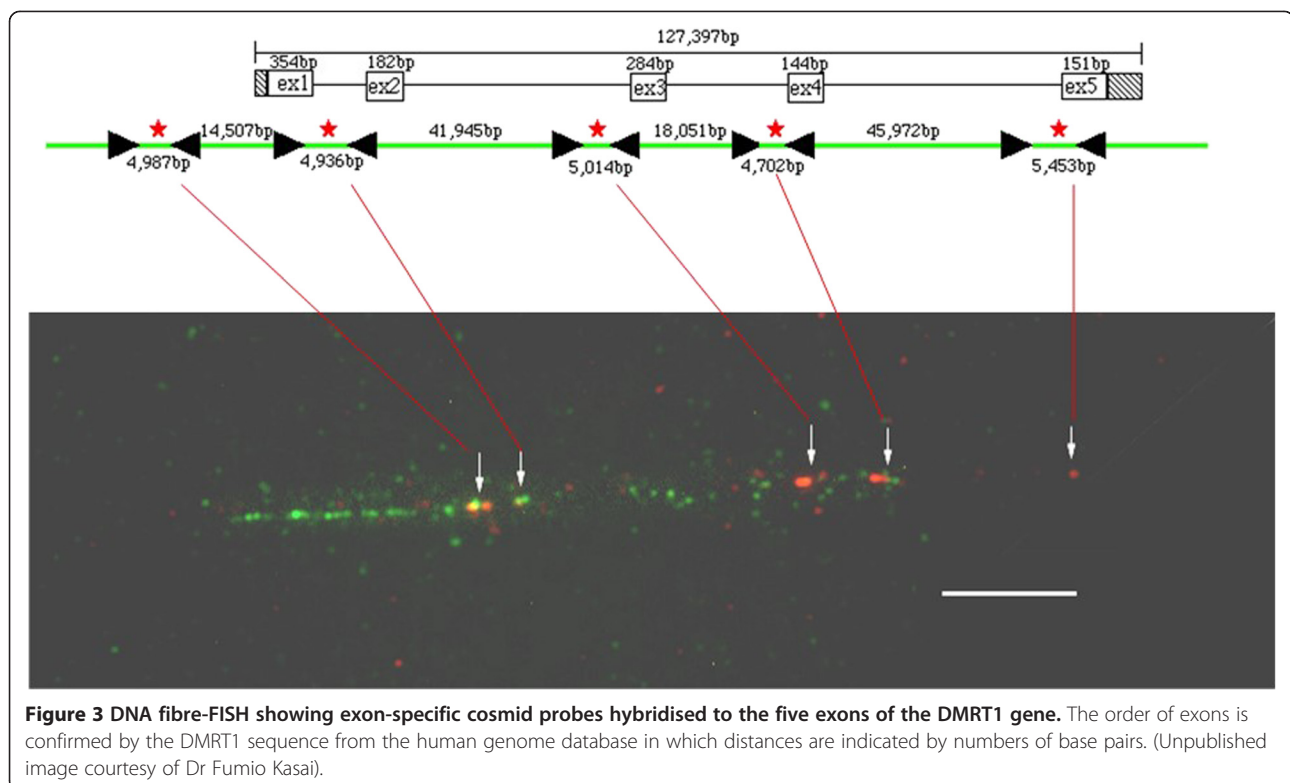 127,397bp
354bp 182bp 284bp 144bp 151bp
ex1 ex2 ex3 ex4 ex5
14,507bp 41,945bp 18,051bp 45,972bp
4,987bp 4,936bp 5,014bp 4,702bp 5,453bp
Figure 3 DNA fibre-FISH showing exon-specific cosmid probes hybridised to the five exons of the DMRT1 gene. The order of exons is
confirmed by the DMRT1 sequence from the human genome database in which distances are indicated by numbers of base pairs. (Unpublished
image courtesy of Dr Fumio Kasai).